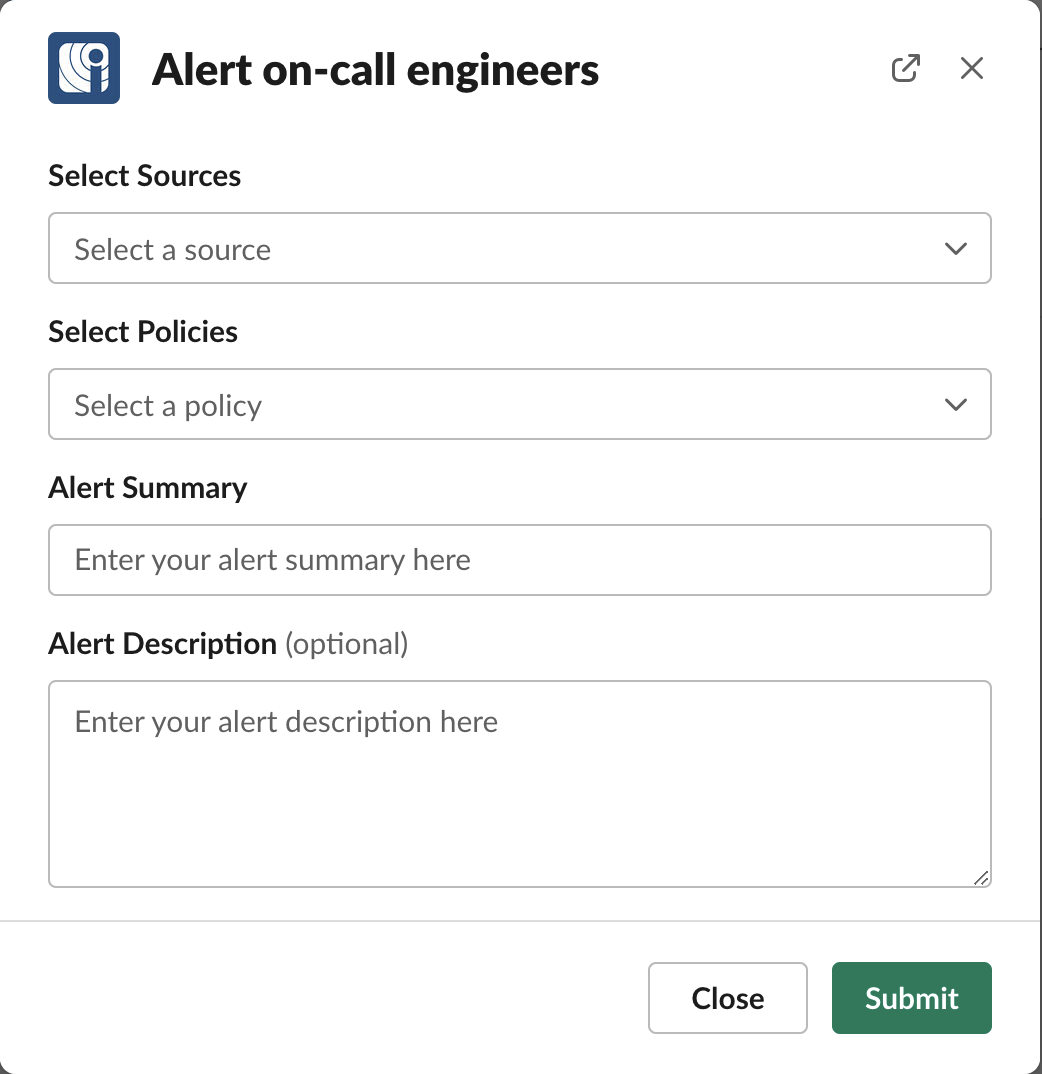 Alert on-call engineers
Select Sources
Select a source
Select Policies
Select a policy
Alert Summary
Enter your alert summary here
Alert Description (optional)
Enter your alert description here
Close
Submit